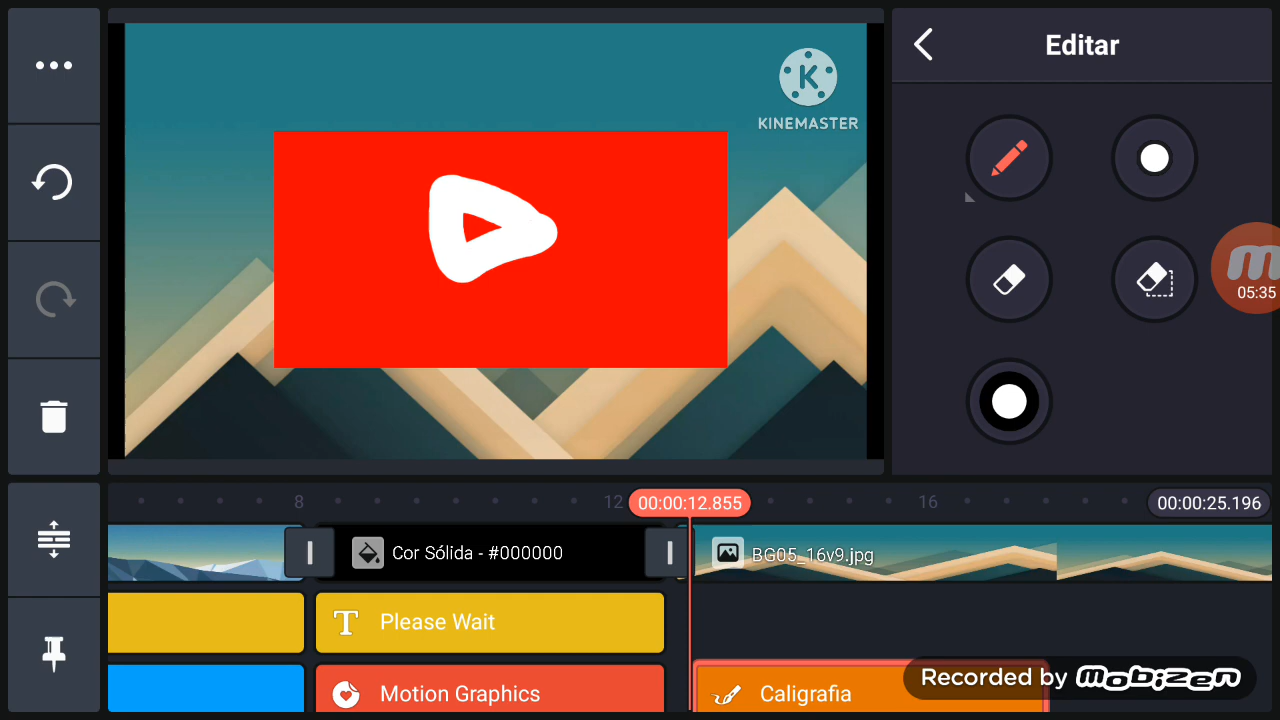 Editar
K
KINEMASTER
05:35
8
12
00:00:12.855
16
00:00:25.196
Cor Sólida - #000000
BG05_16v9.jpg
T Please Wait
Motion Graphics
Caligrafia
Recorded by mobizen